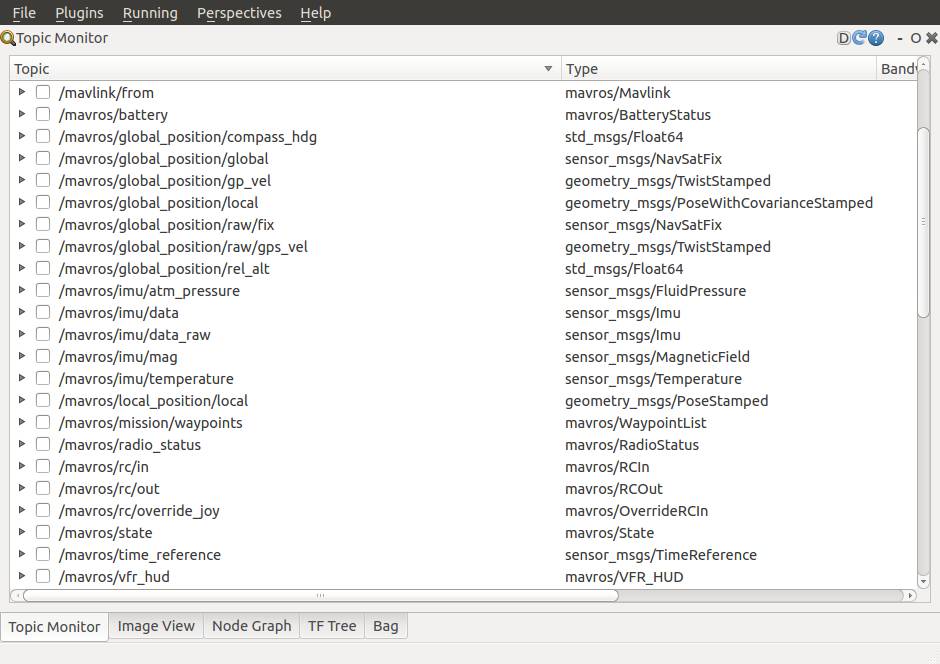 File Plugins Running Perspectives Help
Topic Monitor D ? - O
Topic Type Bandv
/mavlink/from mavros/Mavlink
/mavros/battery mavros/BatteryStatus
/mavros/global_position/compass_hdg std_msgs/Float64
/mavros/global_position/global sensor_msgs/NavSatFix
/mavros/global_position/gp_vel geometry_msgs/TwistStamped
/mavros/global_position/local geometry_msgs/PoseWithCovarianceStamped
/mavros/global_position/raw/fix sensor_msgs/NavSatFix
/mavros/global_position/raw/gps_vel geometry_msgs/TwistStamped
/mavros/global_position/rel_alt std_msgs/Float64
/mavros/imu/atm_pressure sensor_msgs/FluidPressure
/mavros/imu/data sensor_msgs/Imu
/mavros/imu/data_raw sensor_msgs/Imu
/mavros/imu/mag sensor_msgs/MagneticField
/mavros/imu/temperature sensor_msgs/Temperature
/mavros/local_position/local geometry_msgs/PoseStamped
/mavros/mission/waypoints mavros/WaypointList
/mavros/radio_status mavros/RadioStatus
/mavros/rc/in mavros/RCIn
/mavros/rc/out mavros/RCOut
/mavros/rc/override_joy mavros/OverrideRCIn
/mavros/state mavros/State
/mavros/time_reference sensor_msgs/TimeReference
/mavros/vfr_hud mavros/VFR_HUD
Topic Monitor Image View Node Graph TF Tree Bag